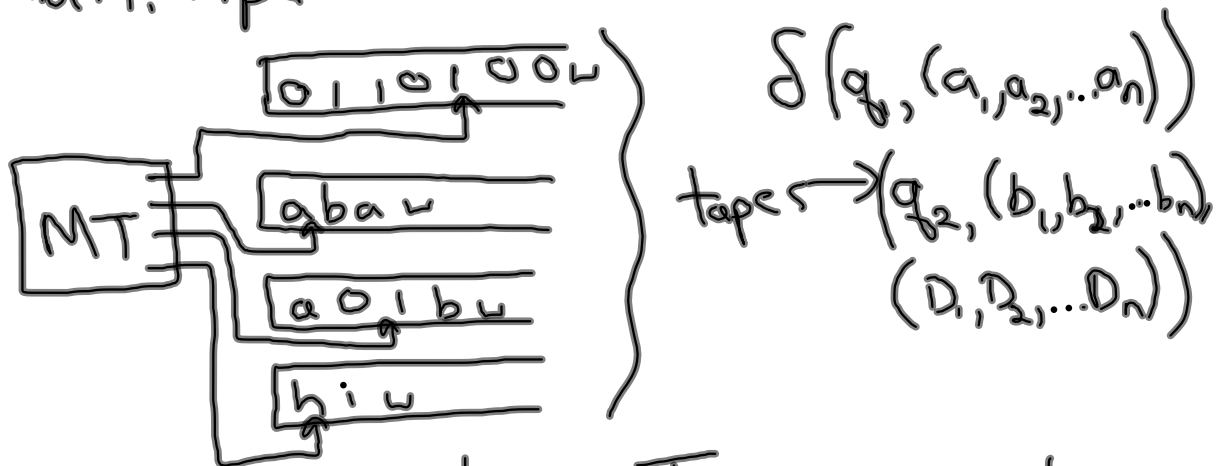 0 1 1 0 1 0 0 ⊔
MT
a b a ⊔
a 0 1 b ⊔
h i ⊔
tapes
δ(q₁, (a₁, a₂, ... aₙ))
→ (q₂, (b₁, b₂, ... bₙ),
(D₁, D₂, ... Dₙ))